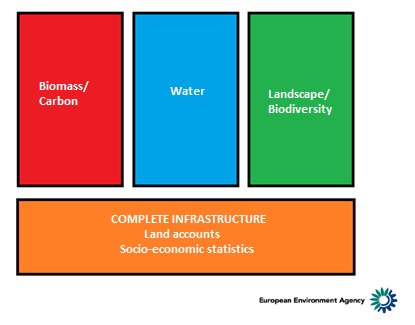 Biomass/
Carbon
Water
Landscape/
Biodiversity
COMPLETE INFRASTRUCTURE
Land accounts
Socio-economic statistics
European Environment Agency